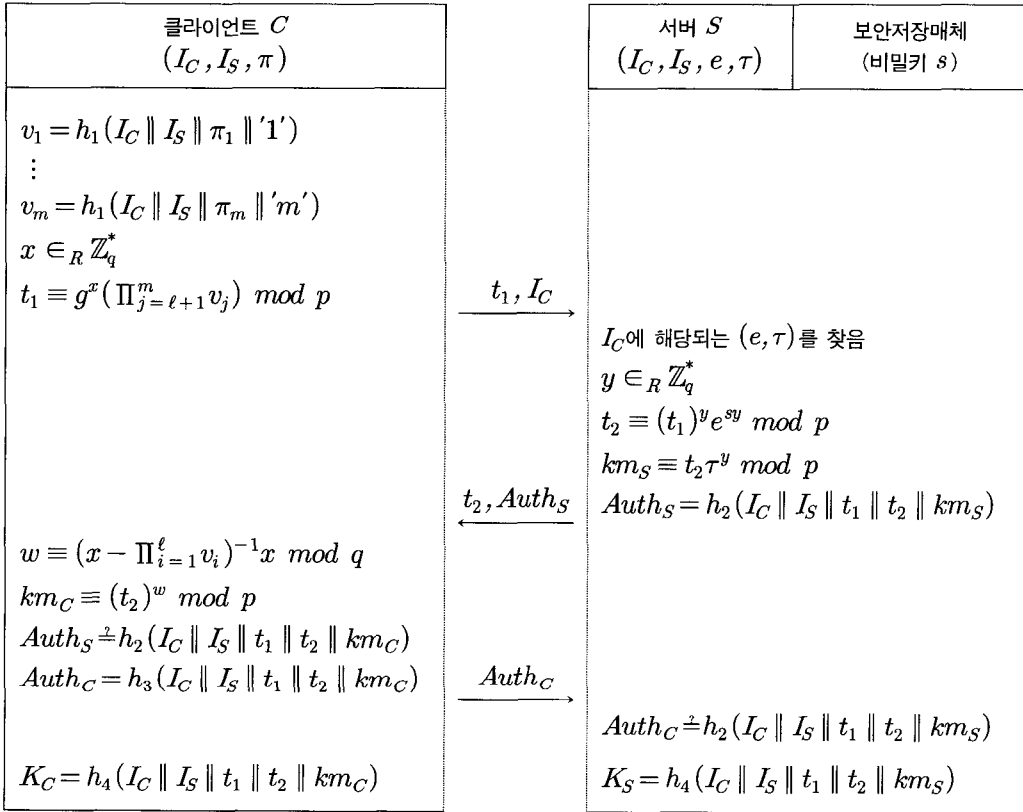 클라이언트 C
(I_C, I_S, π)
서버 S
(I_C, I_S, e, τ)
보안저장매체
(비밀키 s)
v_1 = h_1(I_C ∥ I_S ∥ π_1 ∥ '1')
⋮
v_m = h_1(I_C ∥ I_S ∥ π_m ∥ 'm')
x ∈_R ℤ_q^*
t_1 ≡ g^x(∏_{j=ℓ+1}^m v_j) mod p
t_1, I_C
I_C에 해당되는 (e, τ)를 찾음
y ∈_R ℤ_q^*
t_2 ≡ (t_1)^y e^{sy} mod p
km_S ≡ t_2 τ^y mod p
t_2, Auth_S
Auth_S = h_2(I_C ∥ I_S ∥ t_1 ∥ t_2 ∥ km_S)
w ≡ (x − ∏_{i=1}^ℓ v_i)^{-1} x mod q
km_C ≡ (t_2)^w mod p
Auth_S ≟ h_2(I_C ∥ I_S ∥ t_1 ∥ t_2 ∥ km_C)
Auth_C = h_3(I_C ∥ I_S ∥ t_1 ∥ t_2 ∥ km_C)
Auth_C
Auth_C ≟ h_2(I_C ∥ I_S ∥ t_1 ∥ t_2 ∥ km_S)
K_C = h_4(I_C ∥ I_S ∥ t_1 ∥ t_2 ∥ km_C)
K_S = h_4(I_C ∥ I_S ∥ t_1 ∥ t_2 ∥ km_S)